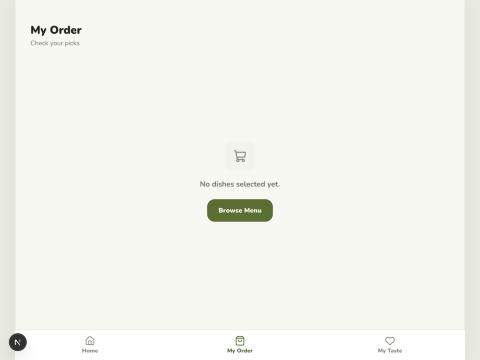 My Order
Check your picks
No dishes selected yet.
Browse Menu
N
Home
My Order
My Taste